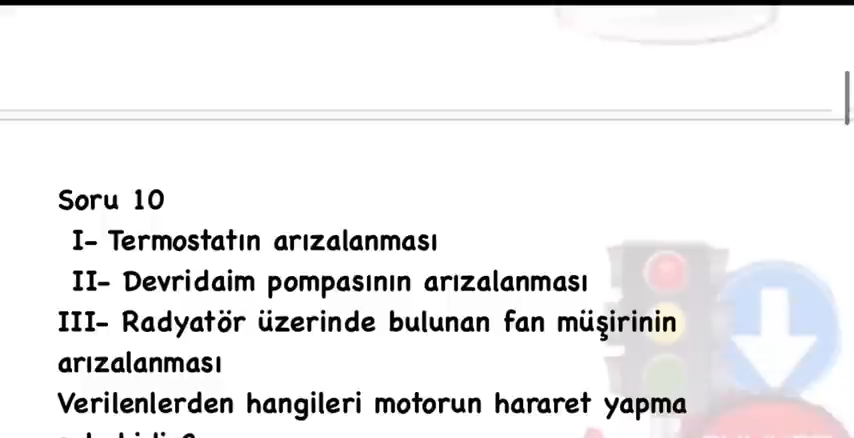 Soru 10
I- Termostatın arızalanması
II- Devridaim pompasının arızalanması
III- Radyatör üzerinde bulunan fan müşirinin
arızalanması
Verilenlerden hangileri motorun hararet yapma